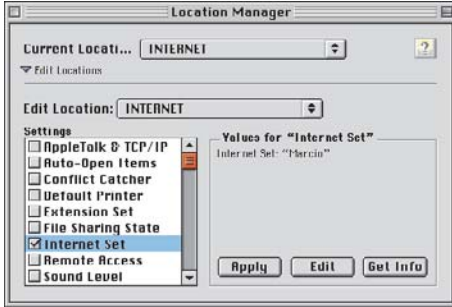 Location Manager
Current Locati... INTERNET
Edit Locations
Edit Location: INTERNET
Settings
AppleTalk & TCP/IP
Auto-Open Items
Conflict Catcher
Default Printer
Extension Set
File Sharing State
Internet Set
Remote Access
Sound Level
Values for “Internet Set”
Internet Set: “Marcio”
Apply Edit Get Info